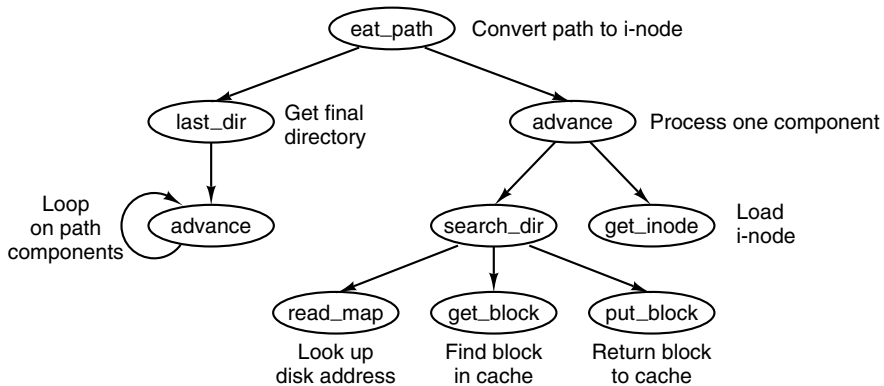 eat_path
Convert path to i-node
last_dir
Get final
directory
advance
Process one component
Loop
on path
components
advance
search_dir
get_inode
Load
i-node
read_map
get_block
put_block
Look up
disk address
Find block
in cache
Return block
to cache